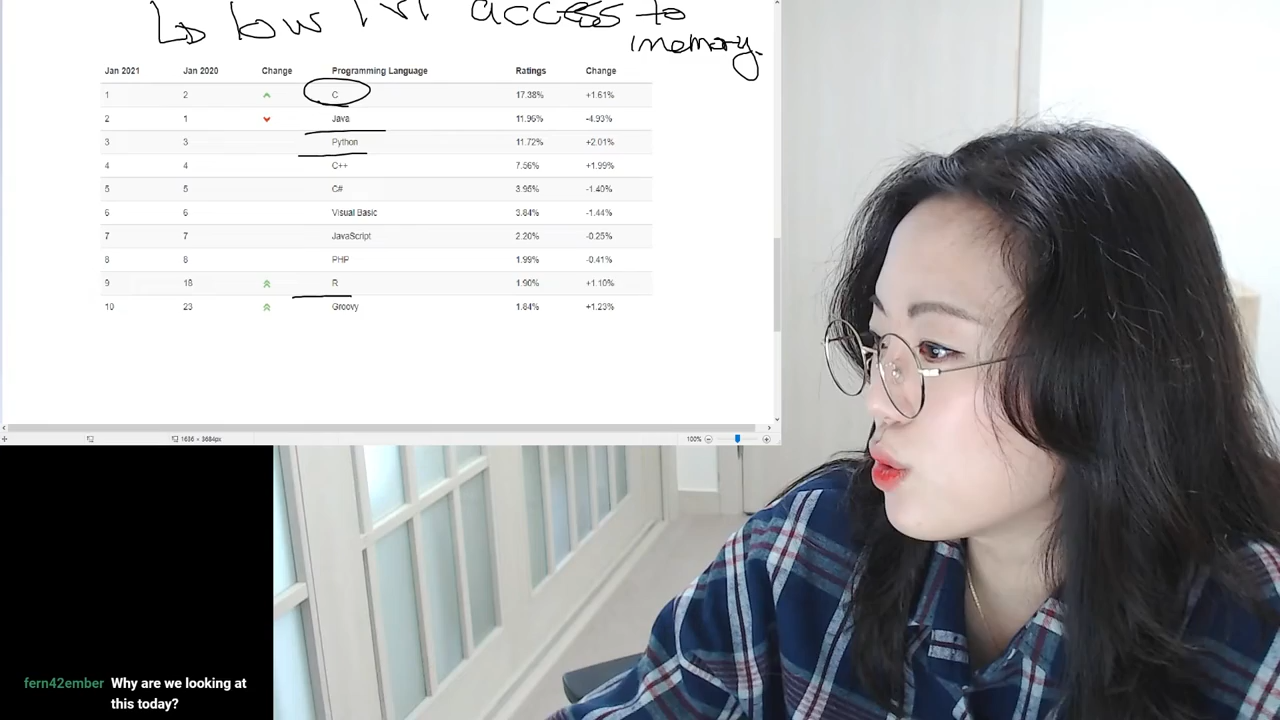 ↳ low lvl access to
memory.
Jan 2021 Jan 2020 Change Programming Language Ratings Change
1 2 C 17.38% +1.61%
2 1 Java 11.96% -4.93%
3 3 Python 11.72% +2.01%
4 4 C++ 7.56% +1.99%
5 5 C# 3.95% -1.40%
6 6 Visual Basic 3.84% -1.44%
7 7 JavaScript 2.20% -0.25%
8 8 PHP 1.99% -0.41%
9 18 R 1.90% +1.10%
10 23 Groovy 1.84% +1.23%
1636 × 3684px 100%
fern42ember Why are we looking at
this today?